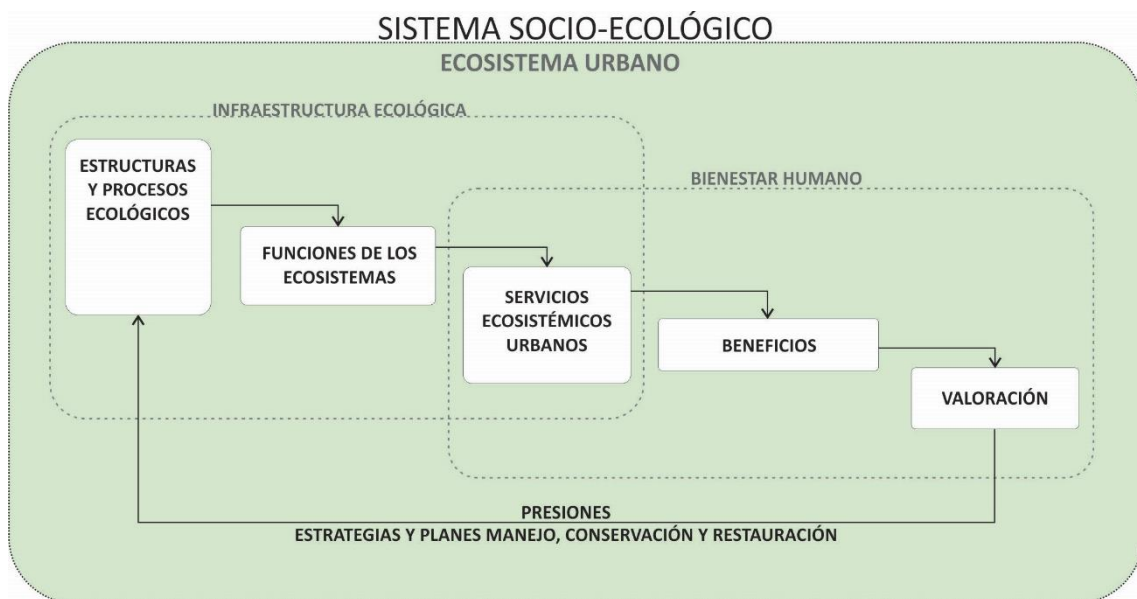 SISTEMA SOCIO-ECOLÓGICO
ECOSISTEMA URBANO
INFRAESTRUCTURA ECOLÓGICA
ESTRUCTURAS
Y PROCESOS
ECOLÓGICOS
BIENESTAR HUMANO
FUNCIONES DE LOS
ECOSISTEMAS
SERVICIOS
ECOSISTÉMICOS
URBANOS
BENEFICIOS
VALORACIÓN
PRESIONES
ESTRATEGIAS Y PLANES MANEJO, CONSERVACIÓN Y RESTAURACIÓN